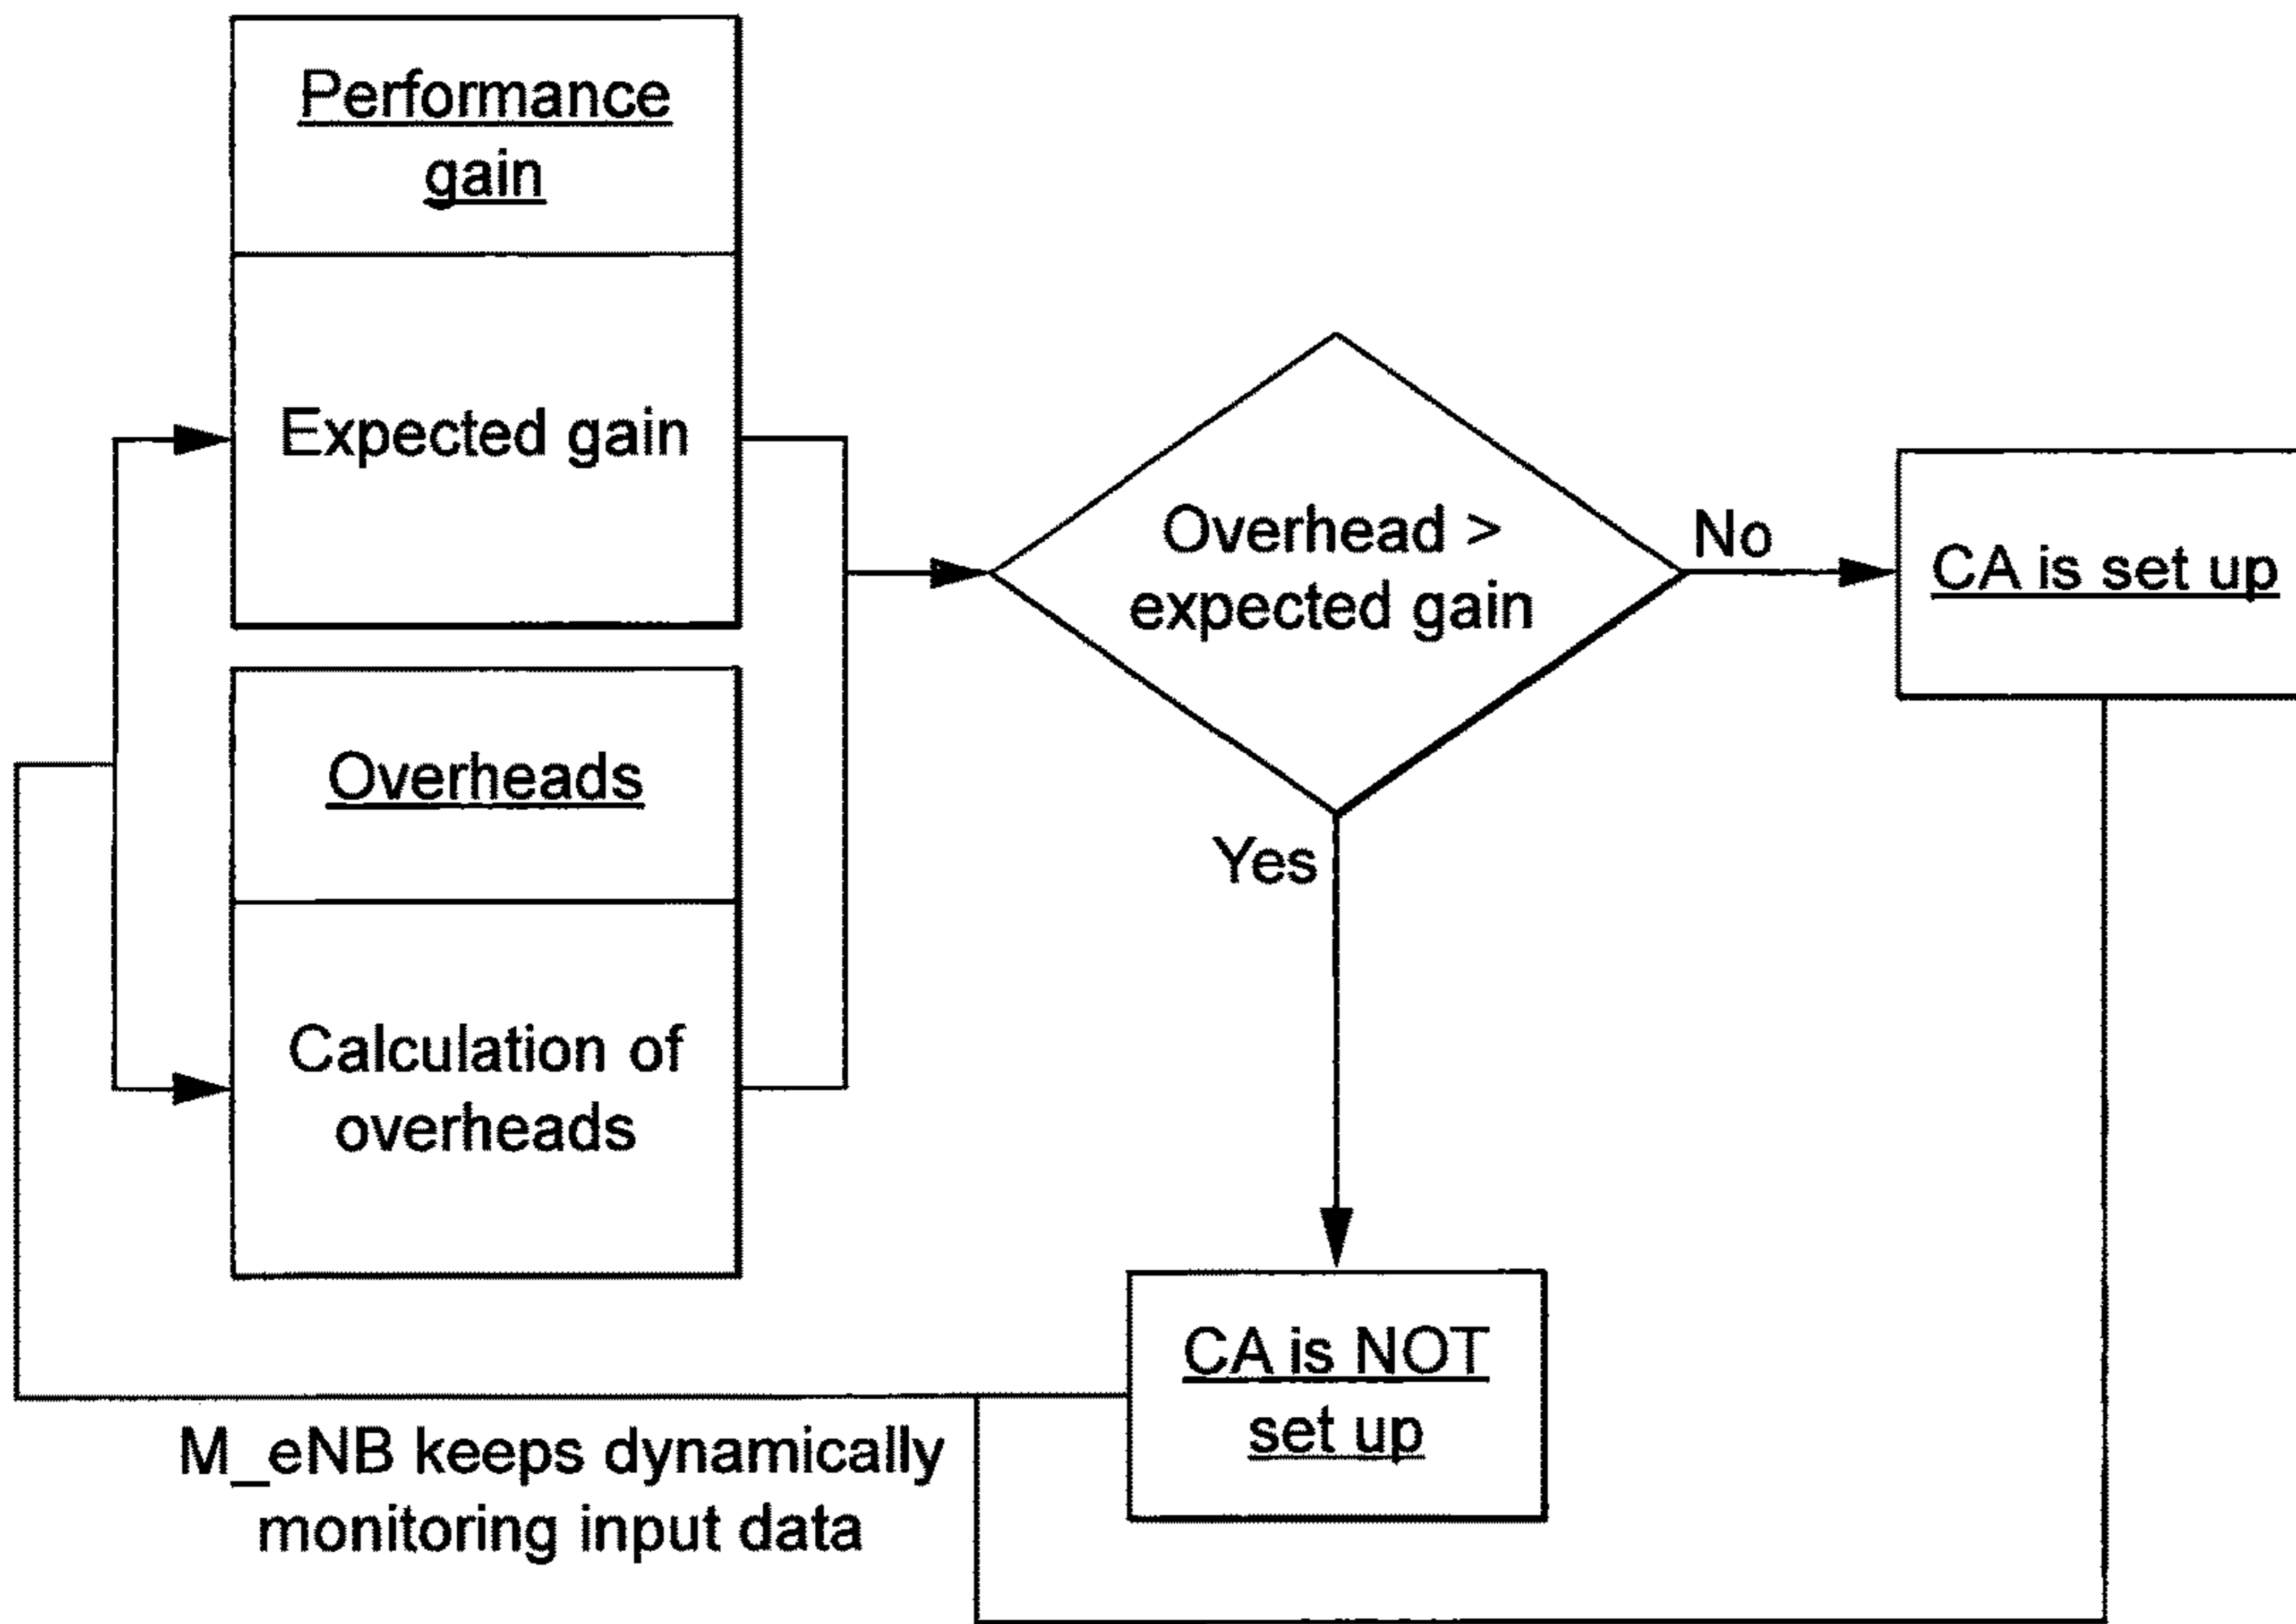 Performance
gain
Expected gain
Overheads
Calculation of
overheads
Overhead >
expected gain
No
CA is set up
Yes
CA is NOT
set up
M_eNB keeps dynamically
monitoring input data